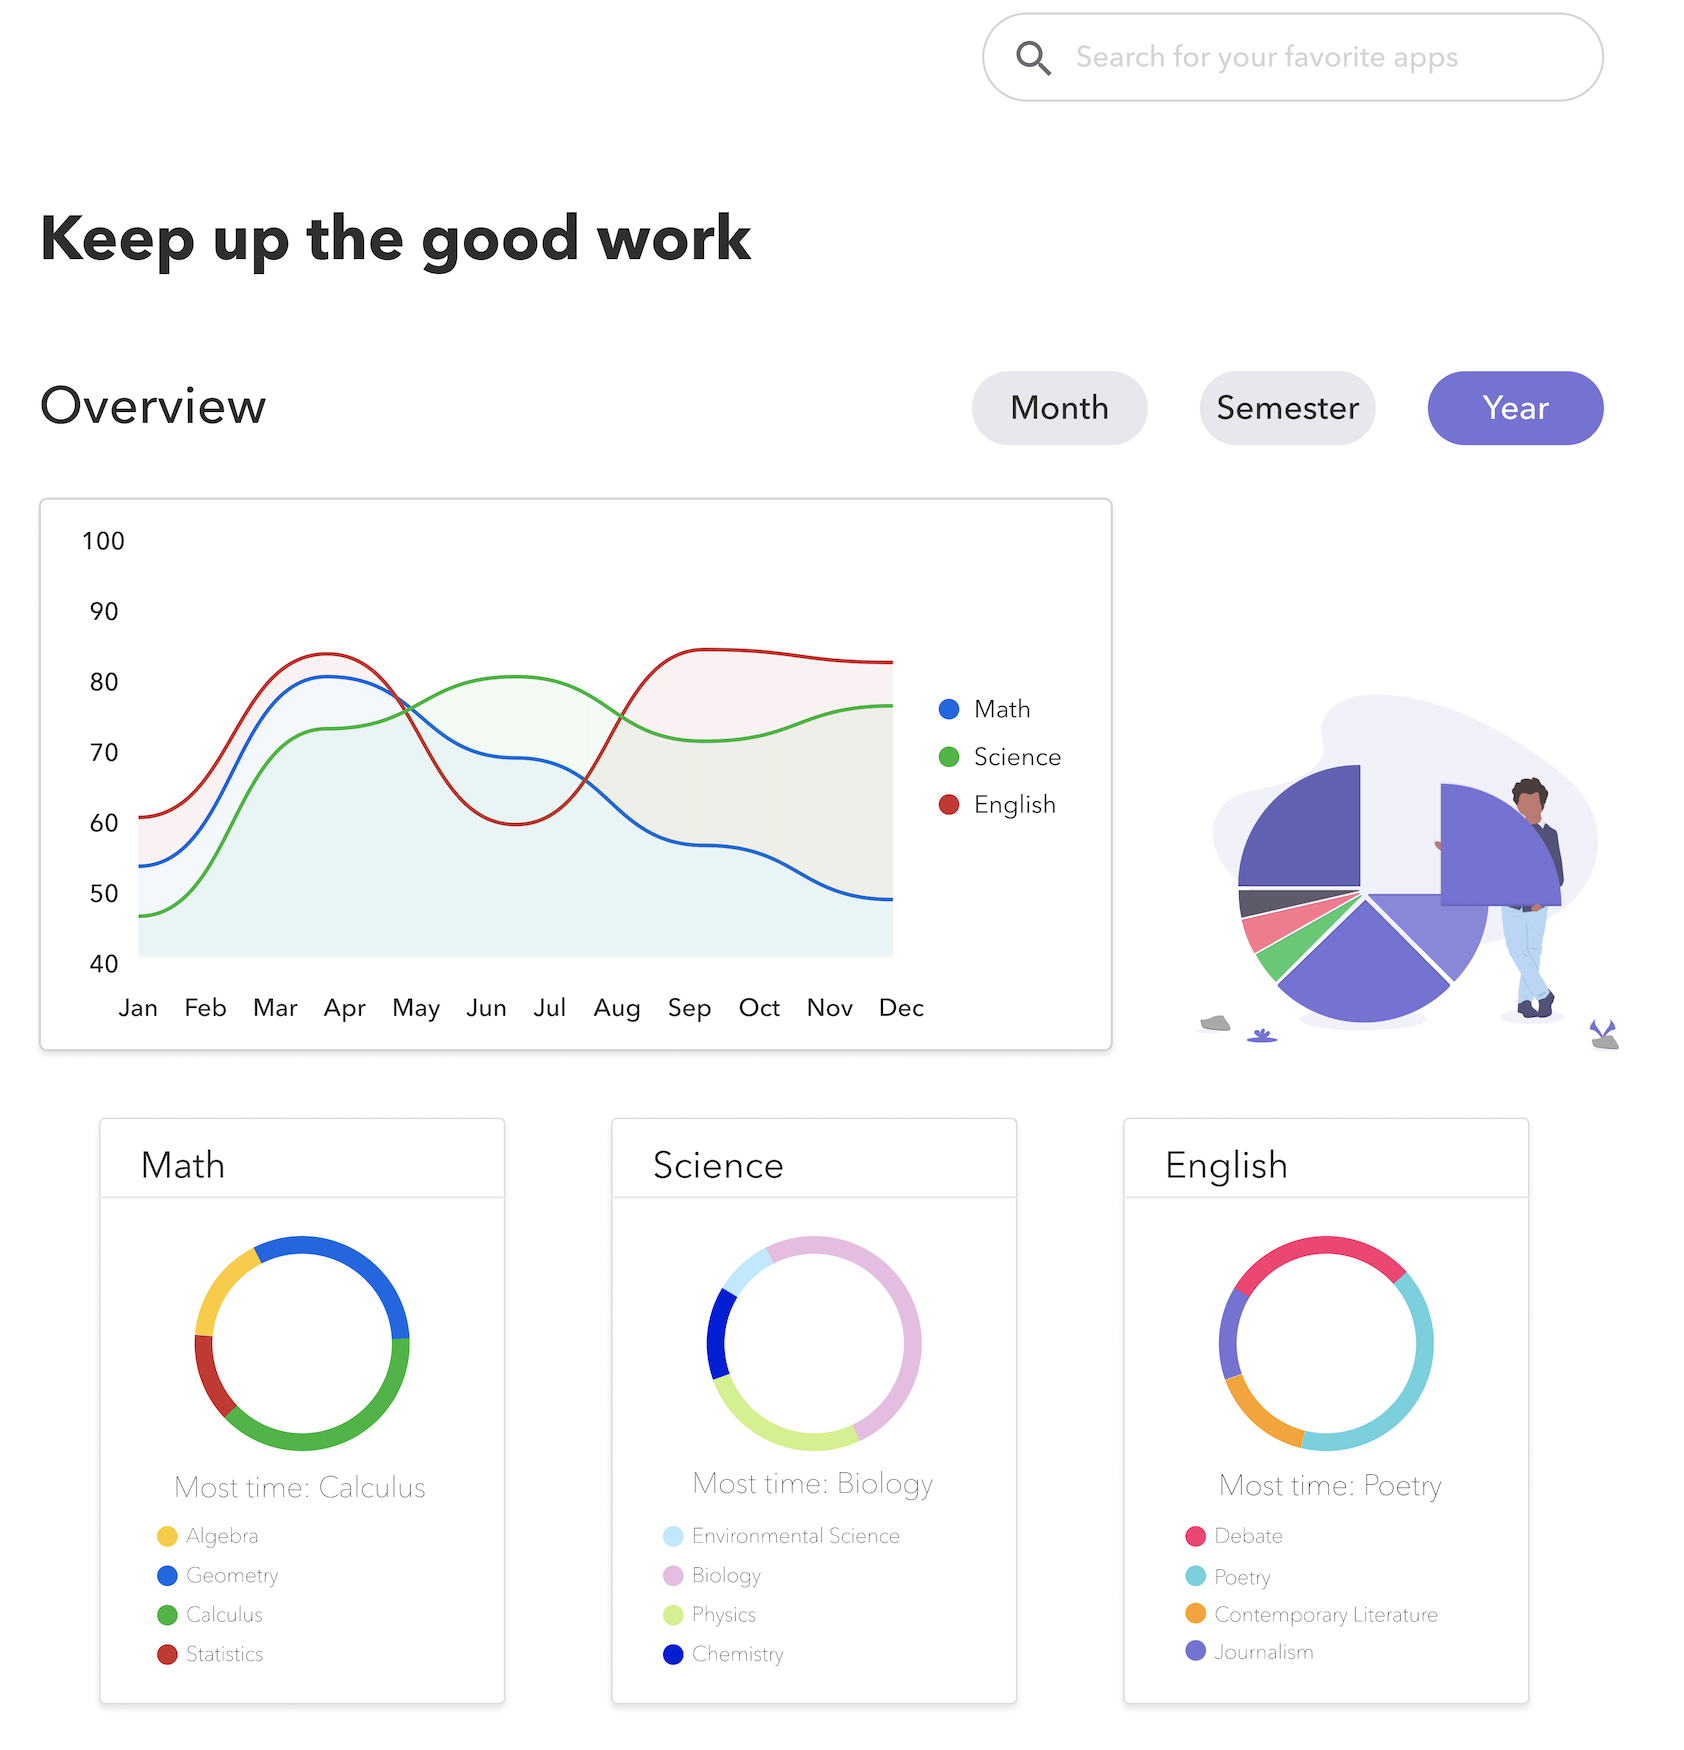 Search for your favorite apps
Keep up the good work
Overview
Month
Semester
Year
100
90
80
70
60
50
40
Jan Feb Mar Apr May Jun Jul Aug Sep Oct Nov Dec
Math
Science
English
Math
Most time: Calculus
Algebra
Geometry
Calculus
Statistics
Science
Most time: Biology
Environmental Science
Biology
Physics
Chemistry
English
Most time: Poetry
Debate
Poetry
Contemporary Literature
Journalism